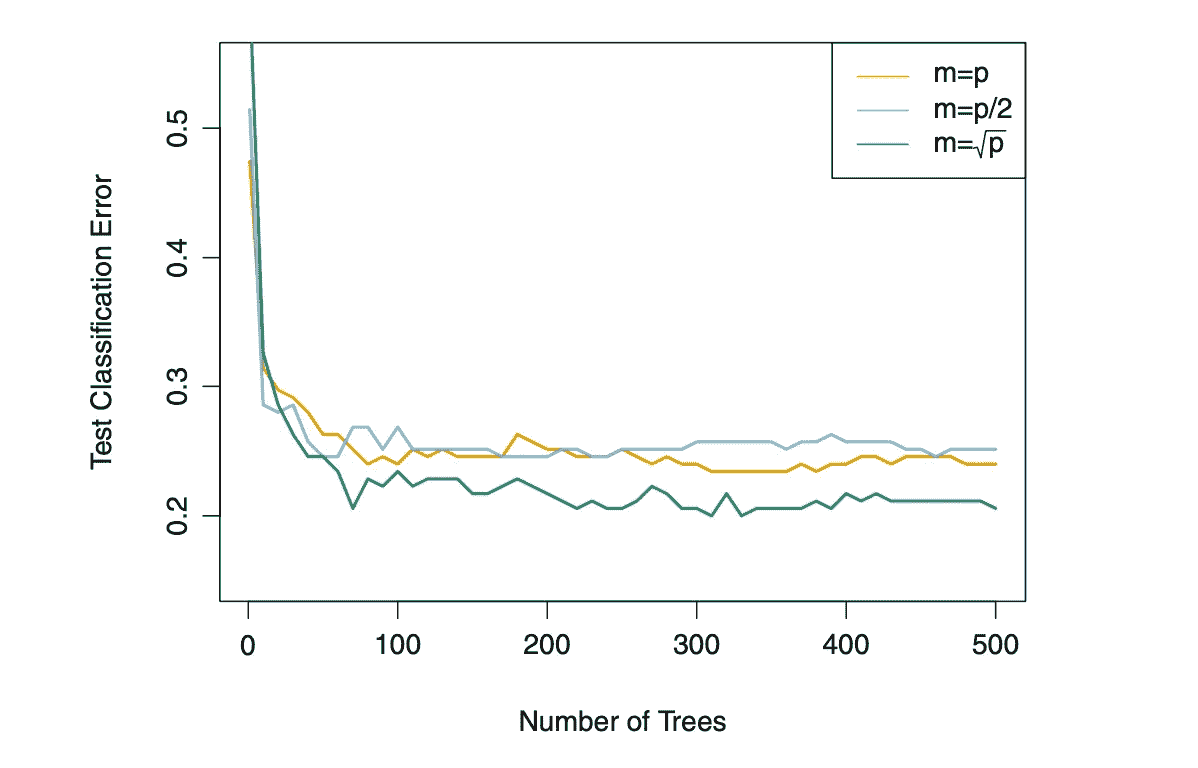 m=p
m=p/2
m=√p
Test Classification Error
0.5
0.4
0.3
0.2
0 100 200 300 400 500
Number of Trees